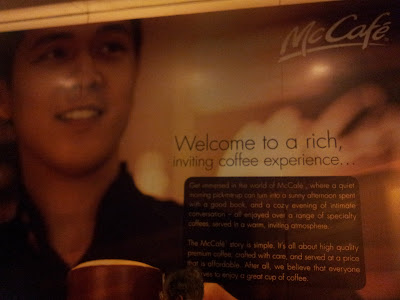 McCafé
Welcome to a rich,
inviting coffee experience...
Get immersed in the world of McCafé, where a quiet
morning pick-me-up can turn into a sunny afternoon spent
with a good book, and a cozy evening of intimate
conversation – all enjoyed over a range of specialty
coffees, served in a warm, inviting atmosphere.
The McCafé story is simple. It's all about high quality
premium coffee, crafted with care, and served at a price
that is affordable. After all, we believe that everyone
to enjoy a great cup of coffee.